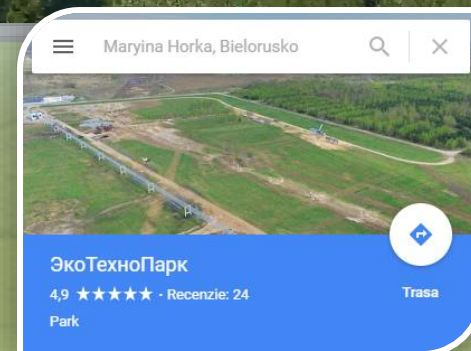 Maryina Horka, Bielorusko
ЭкоТехноПарк
4,9 ★★★★★ · Recenzie: 24
Trasa
Park